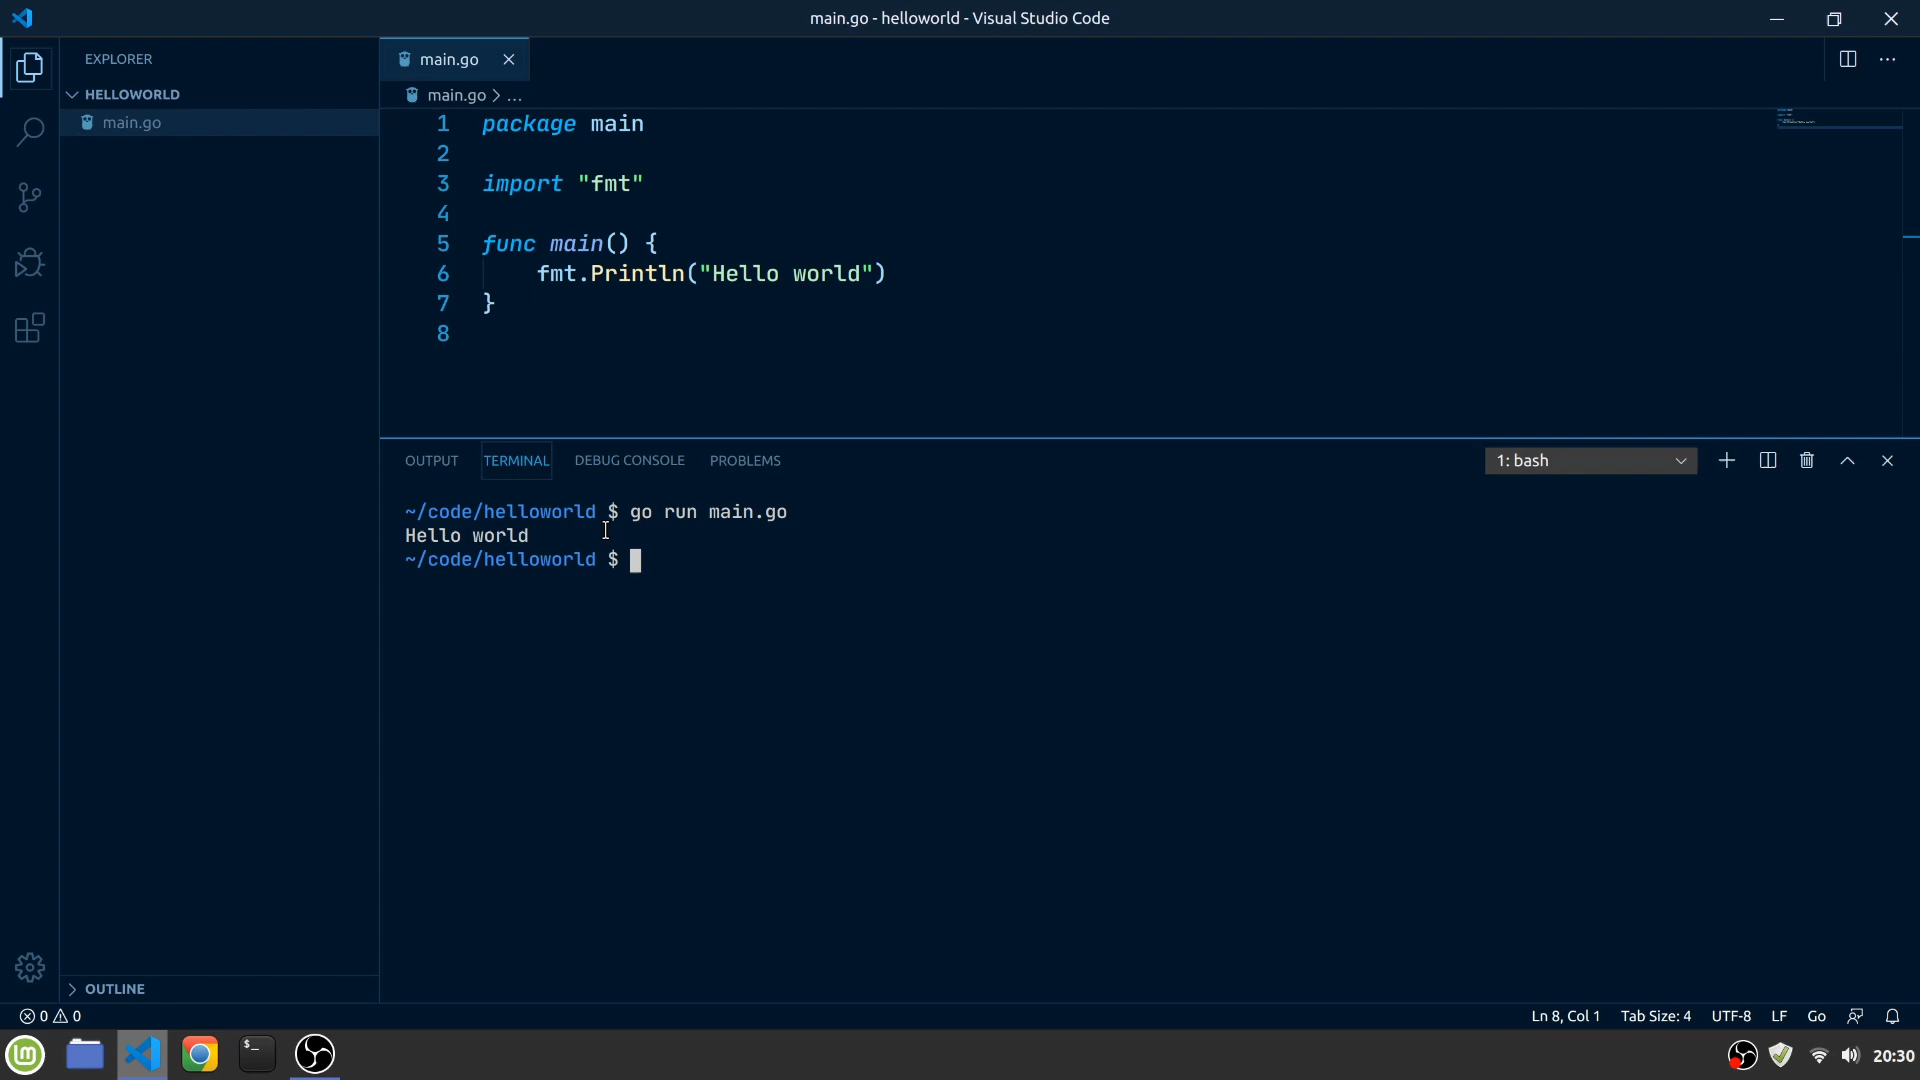 main.go - helloworld - Visual Studio Code
EXPLORER
HELLOWORLD
main.go
main.go
main.go > ...
1 package main
2
3 import "fmt"
4
5 func main() {
6 fmt.Println("Hello world")
7 }
8
OUTPUT TERMINAL DEBUG CONSOLE PROBLEMS 1: bash
~/code/helloworld $ go run main.go
Hello world
~/code/helloworld $
OUTLINE
0 0 Ln 8, Col 1 Tab Size: 4 UTF-8 LF Go
20:30